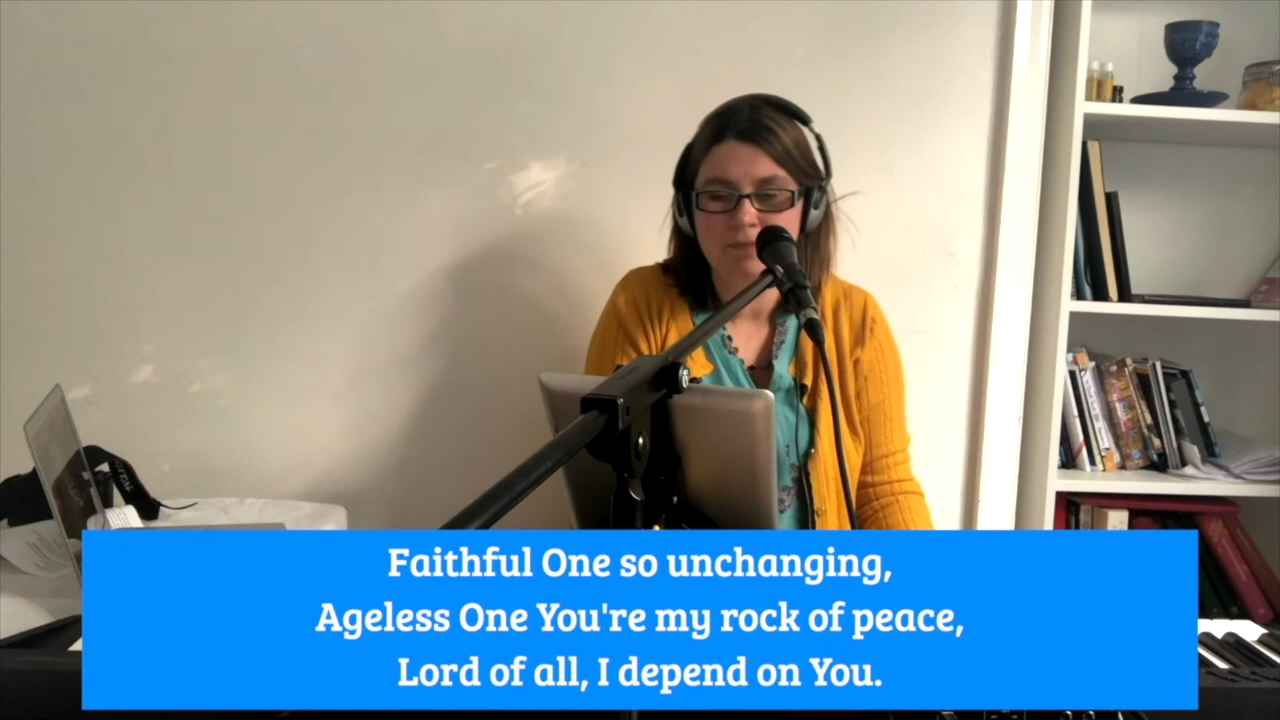 Faithful One so unchanging,
Ageless One You're my rock of peace,
Lord of all, I depend on You.